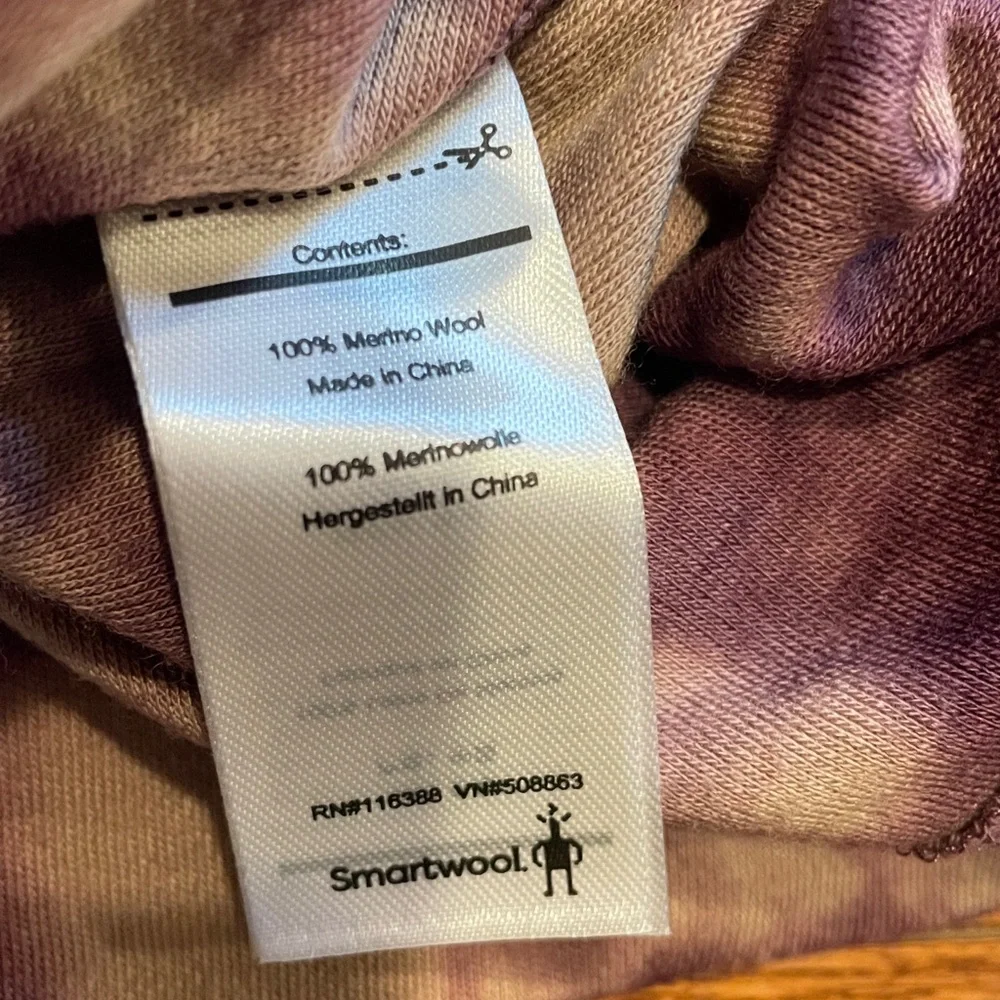 Contents:
100% Merino Wool
Made in China
100% Merinowolle
Hergestellt in China
RN#116388 VN#508863
Smartwool.